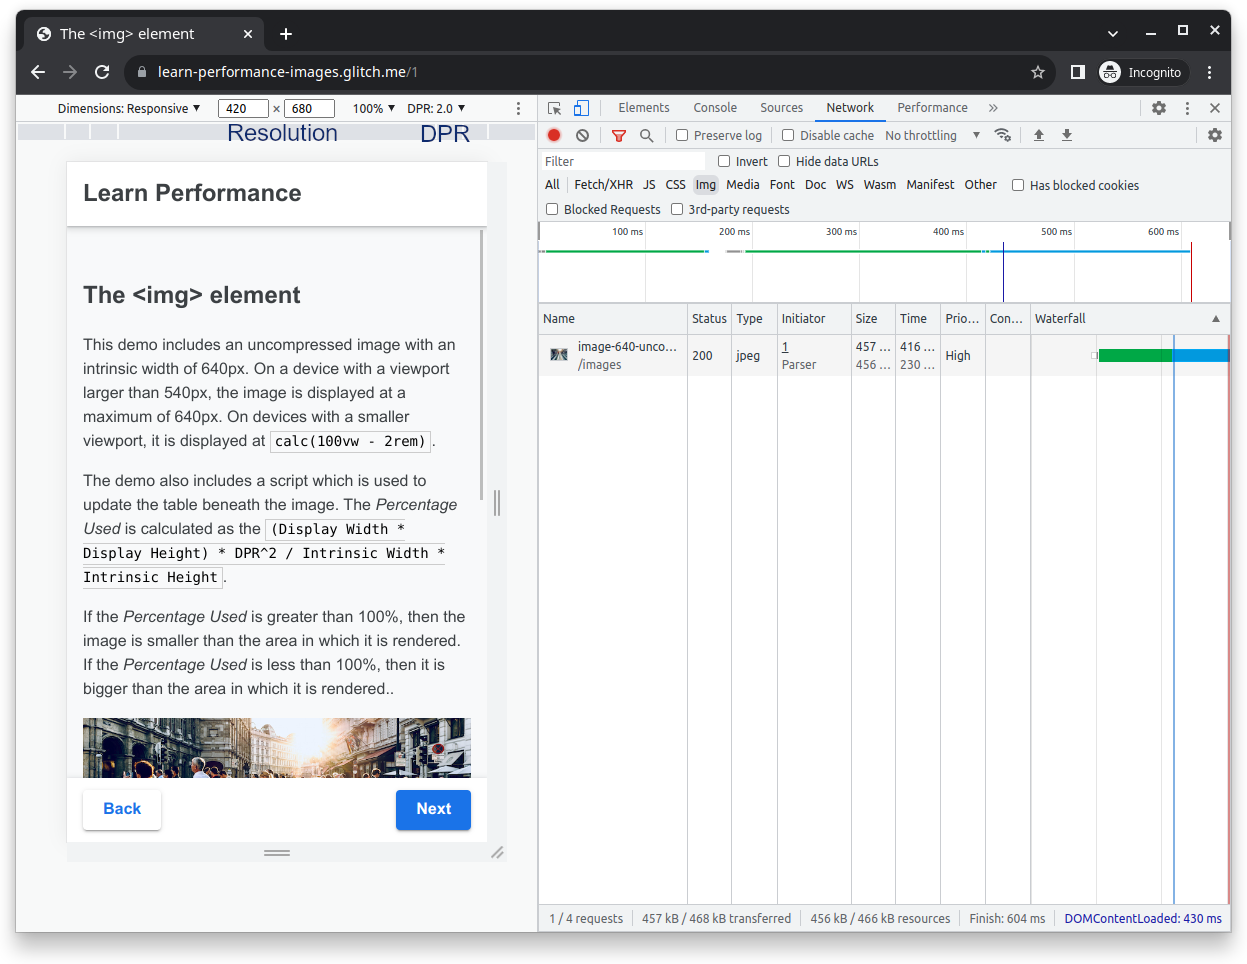 The <img> element
learn-performance-images.glitch.me/1
Incognito
Dimensions: Responsive ▼ 420 × 680 100% ▼ DPR: 2.0 ▼
Resolution DPR
Learn Performance
The <img> element
This demo includes an uncompressed image with an
intrinsic width of 640px. On a device with a viewport
larger than 540px, the image is displayed at a
maximum of 640px. On devices with a smaller
viewport, it is displayed at calc(100vw - 2rem).
The demo also includes a script which is used to
update the table beneath the image. The Percentage
Used is calculated as the (Display Width *
Display Height) * DPR^2 / Intrinsic Width *
Intrinsic Height.
If the Percentage Used is greater than 100%, then the
image is smaller than the area in which it is rendered.
If the Percentage Used is less than 100%, then it is
bigger than the area in which it is rendered..
Back Next
Elements Console Sources Network Performance »
Preserve log Disable cache No throttling ▼
Filter Invert Hide data URLs
All Fetch/XHR JS CSS Img Media Font Doc WS Wasm Manifest Other Has blocked cookies
Blocked Requests 3rd-party requests
100 ms 200 ms 300 ms 400 ms 500 ms 600 ms
Name Status Type Initiator Size Time Prio... Con... Waterfall ▲
image-640-unco... 200 jpeg 1 457 ... 416 ... High
/images Parser 456 ... 230 ...
1 / 4 requests 457 kB / 468 kB transferred 456 kB / 466 kB resources Finish: 604 ms DOMContentLoaded: 430 ms